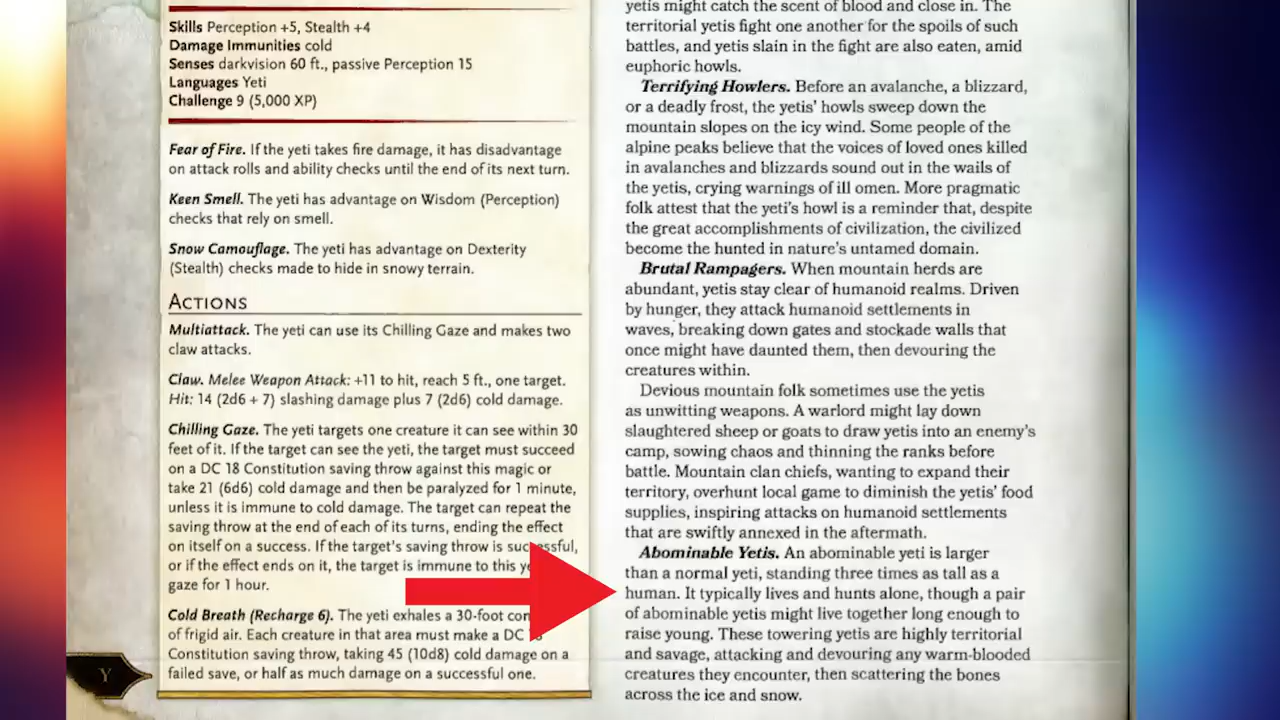 Skills Perception +5, Stealth +4
Damage Immunities cold
Senses darkvision 60 ft., passive Perception 15
Languages Yeti
Challenge 9 (5,000 XP)
Fear of Fire. If the yeti takes fire damage, it has disadvantage
on attack rolls and ability checks until the end of its next turn.
Keen Smell. The yeti has advantage on Wisdom (Perception)
checks that rely on smell.
Snow Camouflage. The yeti has advantage on Dexterity
(Stealth) checks made to hide in snowy terrain.
ACTIONS
Multiattack. The yeti can use its Chilling Gaze and makes two
claw attacks.
Claw. Melee Weapon Attack: +11 to hit, reach 5 ft., one target.
Hit: 14 (2d6 + 7) slashing damage plus 7 (2d6) cold damage.
Chilling Gaze. The yeti targets one creature it can see within 30
feet of it. If the target can see the yeti, the target must succeed
on a DC 18 Constitution saving throw against this magic or
take 21 (6d6) cold damage and then be paralyzed for 1 minute,
unless it is immune to cold damage. The target can repeat the
saving throw at the end of each of its turns, ending the effect
on itself on a success. If the target's saving throw is successful,
or if the effect ends on it, the target is immune to this
gaze for 1 hour.
Cold Breath (Recharge 6). The yeti exhales a 30-foot
of frigid air. Each creature in that area must make a DC
Constitution saving throw, taking 45 (10d8) cold damage on a
failed save, or half as much damage on a successful one.
Y
yetis might catch the scent of blood and close in. The
territorial yetis fight one another for the spoils of such
battles, and yetis slain in the fight are also eaten, amid
euphoric howls.
Terrifying Howlers. Before an avalanche, a blizzard,
or a deadly frost, the yetis' howls sweep down the
mountain slopes on the icy wind. Some people of the
alpine peaks believe that the voices of loved ones killed
in avalanches and blizzards sound out in the wails of
the yetis, crying warnings of ill omen. More pragmatic
folk attest that the yeti's howl is a reminder that, despite
the great accomplishments of civilization, the civilized
become the hunted in nature's untamed domain.
Brutal Rampagers. When mountain herds are
abundant, yetis stay clear of humanoid realms. Driven
by hunger, they attack humanoid settlements in
waves, breaking down gates and stockade walls that
once might have daunted them, then devouring the
creatures within.
Devious mountain folk sometimes use the yetis
as unwitting weapons. A warlord might lay down
slaughtered sheep or goats to draw yetis into an enemy's
camp, sowing chaos and thinning the ranks before
battle. Mountain clan chiefs, wanting to expand their
territory, overhunt local game to diminish the yetis' food
supplies, inspiring attacks on humanoid settlements
that are swiftly annexed in the aftermath.
Abominable Yetis. An abominable yeti is larger
than a normal yeti, standing three times as tall as a
human. It typically lives and hunts alone, though a pair
of abominable yetis might live together long enough to
raise young. These towering yetis are highly territorial
and savage, attacking and devouring any warm-blooded
creatures they encounter, then scattering the bones
across the ice and snow.